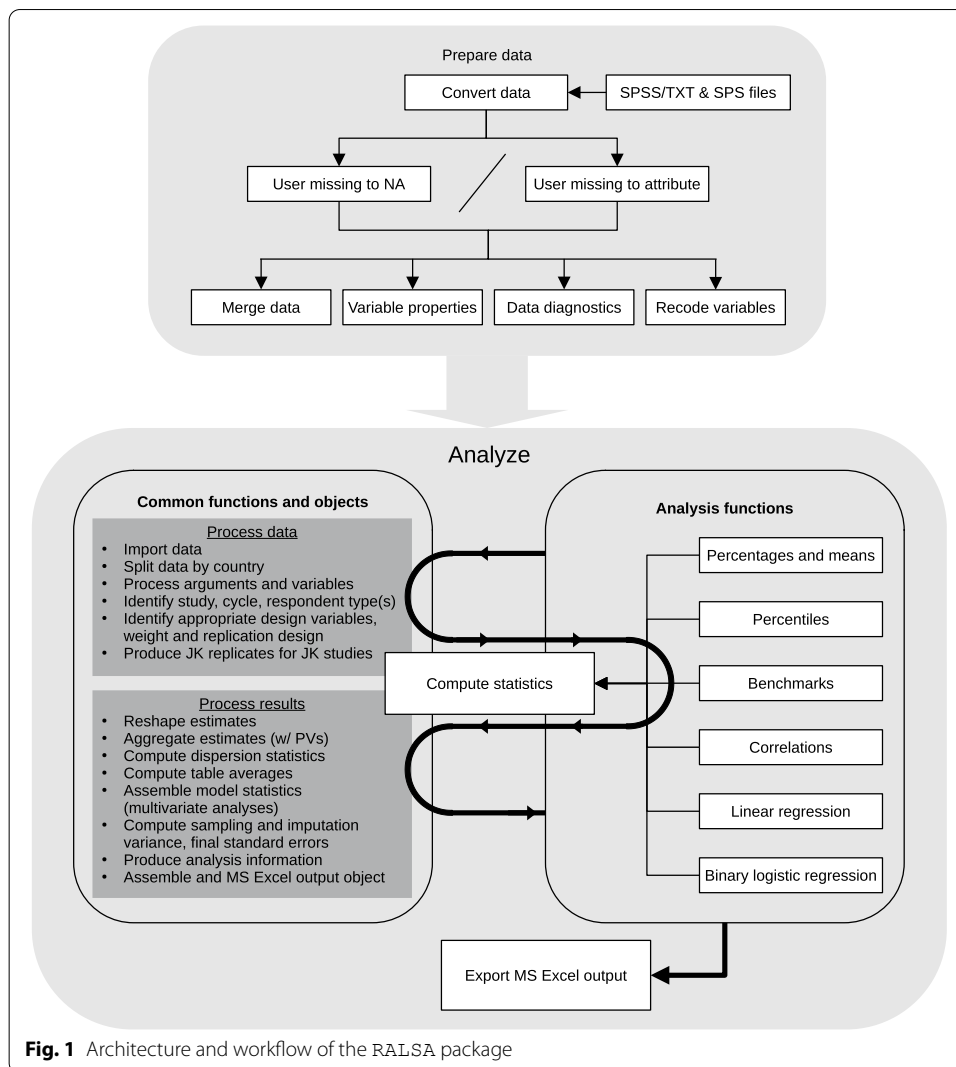 Prepare data
Convert data
SPSS/TXT & SPS files
User missing to NA
User missing to attribute
Merge data
Variable properties
Data diagnostics
Recode variables
Analyze
Common functions and objects
Process data
• Import data
• Split data by country
• Process arguments and variables
• Identify study, cycle, respondent type(s)
• Identify appropriate design variables,
weight and replication design
• Produce JK replicates for JK studies
Process results
• Reshape estimates
• Aggregate estimates (w/ PVs)
• Compute dispersion statistics
• Compute table averages
• Assemble model statistics
(multivariate analyses)
• Compute sampling and imputation
variance, final standard errors
• Produce analysis information
• Assemble and MS Excel output object
Compute statistics
Analysis functions
Percentages and means
Percentiles
Benchmarks
Correlations
Linear regression
Binary logistic regression
Export MS Excel output
Fig. 1 Architecture and workflow of the RALSA package